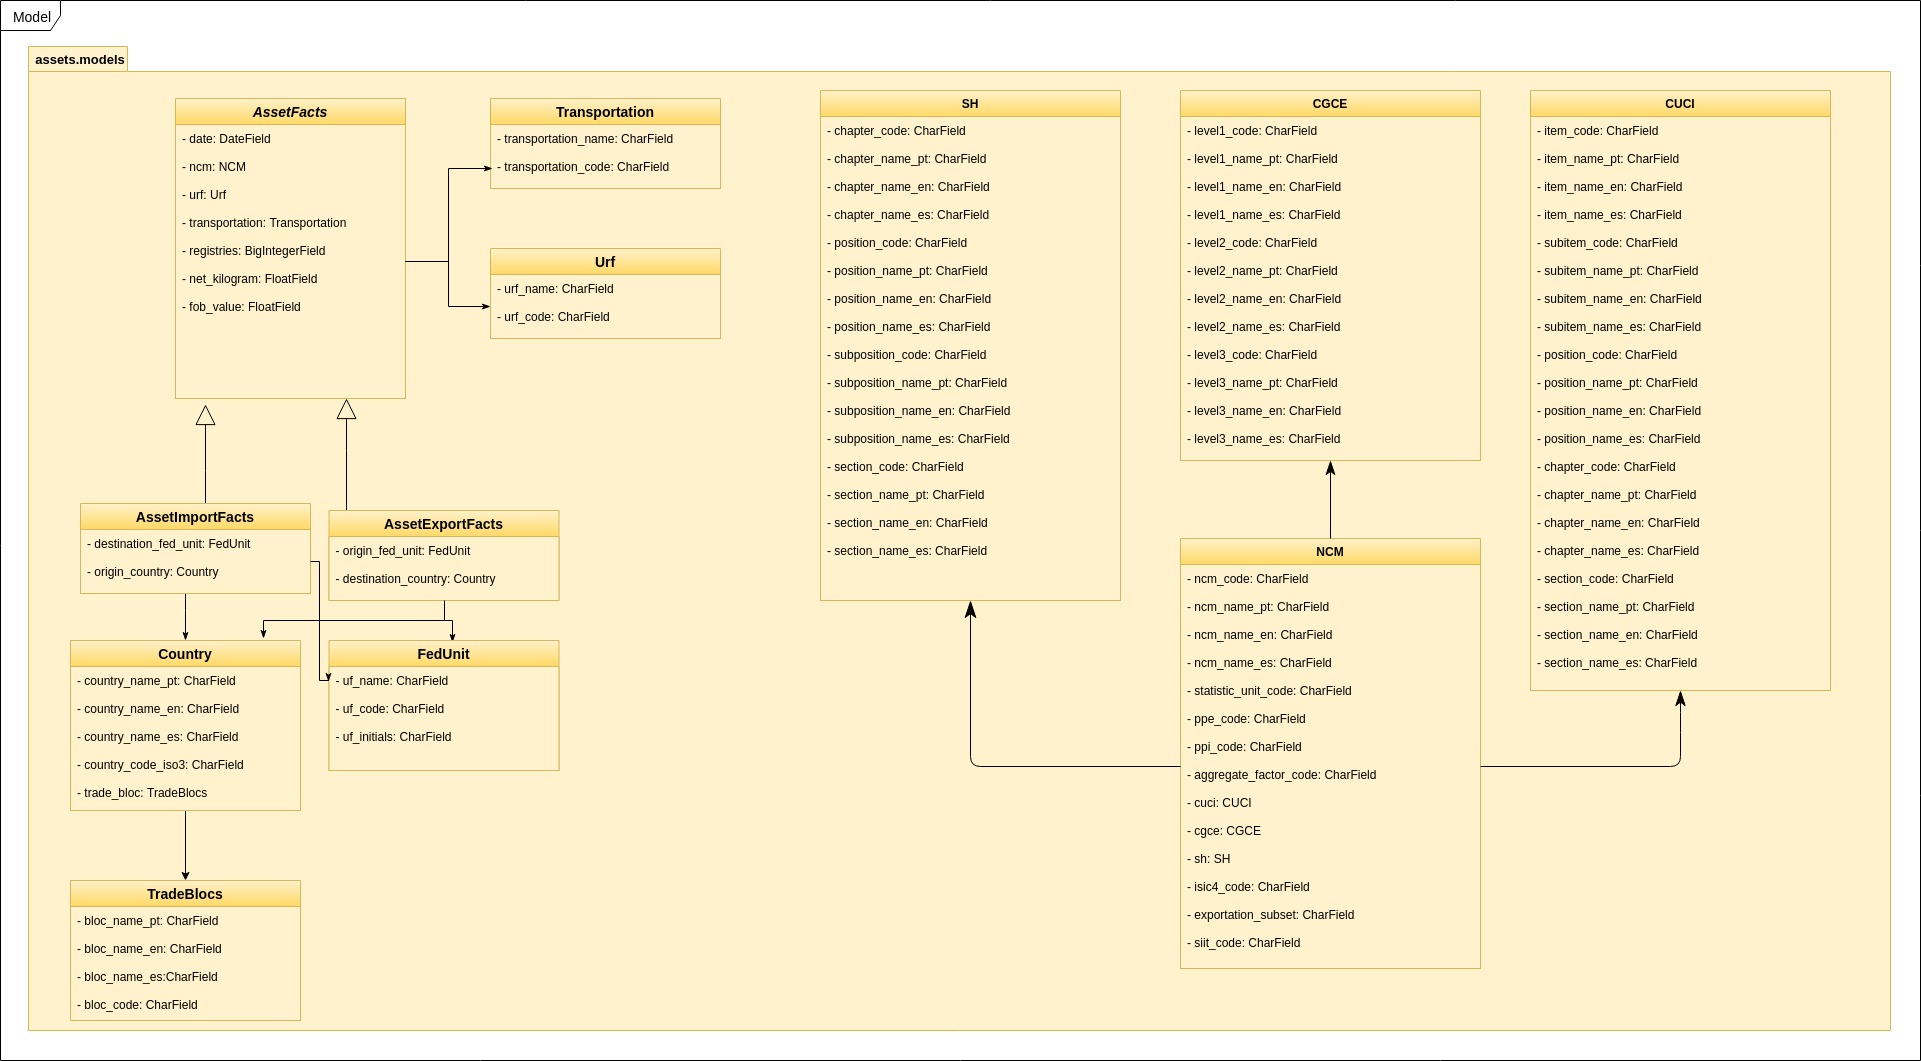 Model
assets.models
AssetFacts
- date: DateField
- ncm: NCM
- urf: Urf
- transportation: Transportation
- registries: BigIntegerField
- net_kilogram: FloatField
- fob_value: FloatField
Transportation
- transportation_name: CharField
- transportation_code: CharField
Urf
- urf_name: CharField
- urf_code: CharField
AssetImportFacts
- destination_fed_unit: FedUnit
- origin_country: Country
AssetExportFacts
- origin_fed_unit: FedUnit
- destination_country: Country
Country
- country_name_pt: CharField
- country_name_en: CharField
- country_name_es: CharField
- country_code_iso3: CharField
- trade_bloc: TradeBlocs
FedUnit
- uf_name: CharField
- uf_code: CharField
- uf_initials: CharField
TradeBlocs
- bloc_name_pt: CharField
- bloc_name_en: CharField
- bloc_name_es:CharField
- bloc_code: CharField
SH
- chapter_code: CharField
- chapter_name_pt: CharField
- chapter_name_en: CharField
- chapter_name_es: CharField
- position_code: CharField
- position_name_pt: CharField
- position_name_en: CharField
- position_name_es: CharField
- subposition_code: CharField
- subposition_name_pt: CharField
- subposition_name_en: CharField
- subposition_name_es: CharField
- section_code: CharField
- section_name_pt: CharField
- section_name_en: CharField
- section_name_es: CharField
CGCE
- level1_code: CharField
- level1_name_pt: CharField
- level1_name_en: CharField
- level1_name_es: CharField
- level2_code: CharField
- level2_name_pt: CharField
- level2_name_en: CharField
- level2_name_es: CharField
- level3_code: CharField
- level3_name_pt: CharField
- level3_name_en: CharField
- level3_name_es: CharField
NCM
- ncm_code: CharField
- ncm_name_pt: CharField
- ncm_name_en: CharField
- ncm_name_es: CharField
- statistic_unit_code: CharField
- ppe_code: CharField
- ppi_code: CharField
- aggregate_factor_code: CharField
- cuci: CUCI
- cgce: CGCE
- sh: SH
- isic4_code: CharField
- exportation_subset: CharField
- siit_code: CharField
CUCI
- item_code: CharField
- item_name_pt: CharField
- item_name_en: CharField
- item_name_es: CharField
- subitem_code: CharField
- subitem_name_pt: CharField
- subitem_name_en: CharField
- subitem_name_es: CharField
- position_code: CharField
- position_name_pt: CharField
- position_name_en: CharField
- position_name_es: CharField
- chapter_code: CharField
- chapter_name_pt: CharField
- chapter_name_en: CharField
- chapter_name_es: CharField
- section_code: CharField
- section_name_pt: CharField
- section_name_en: CharField
- section_name_es: CharField